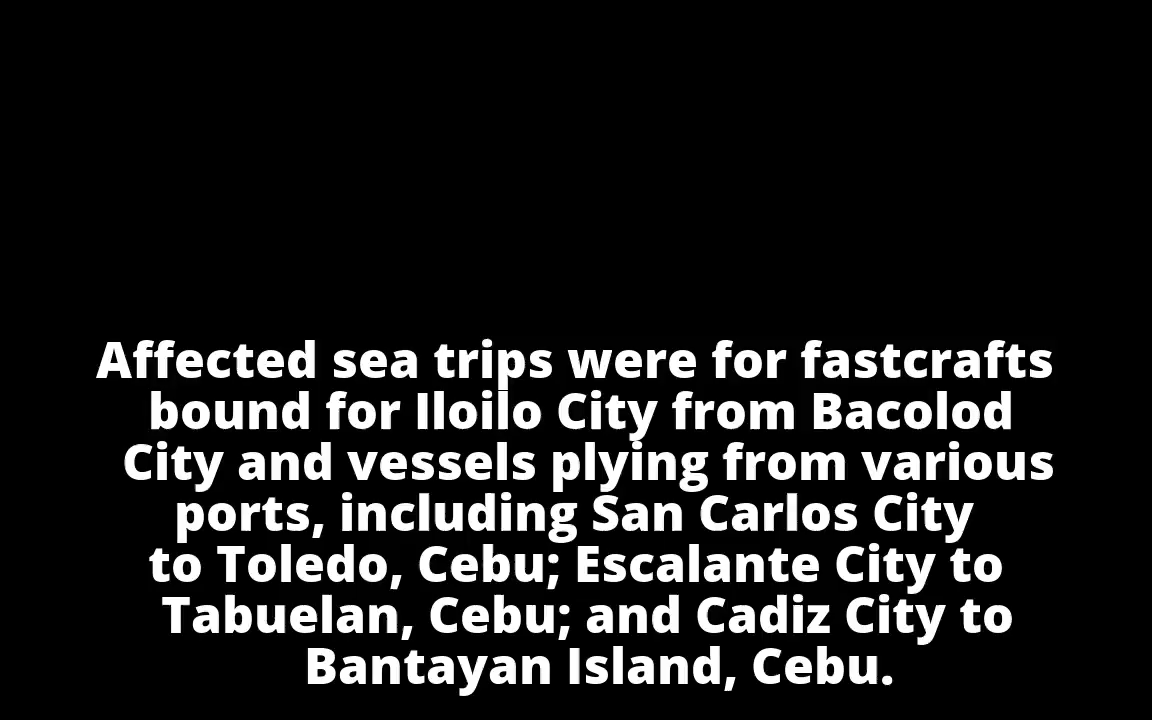 Affected sea trips were for fastcrafts
bound for Iloilo City from Bacolod
City and vessels plying from various
ports, including San Carlos City
to Toledo, Cebu; Escalante City to
Tabuelan, Cebu; and Cadiz City to
Bantayan Island, Cebu.